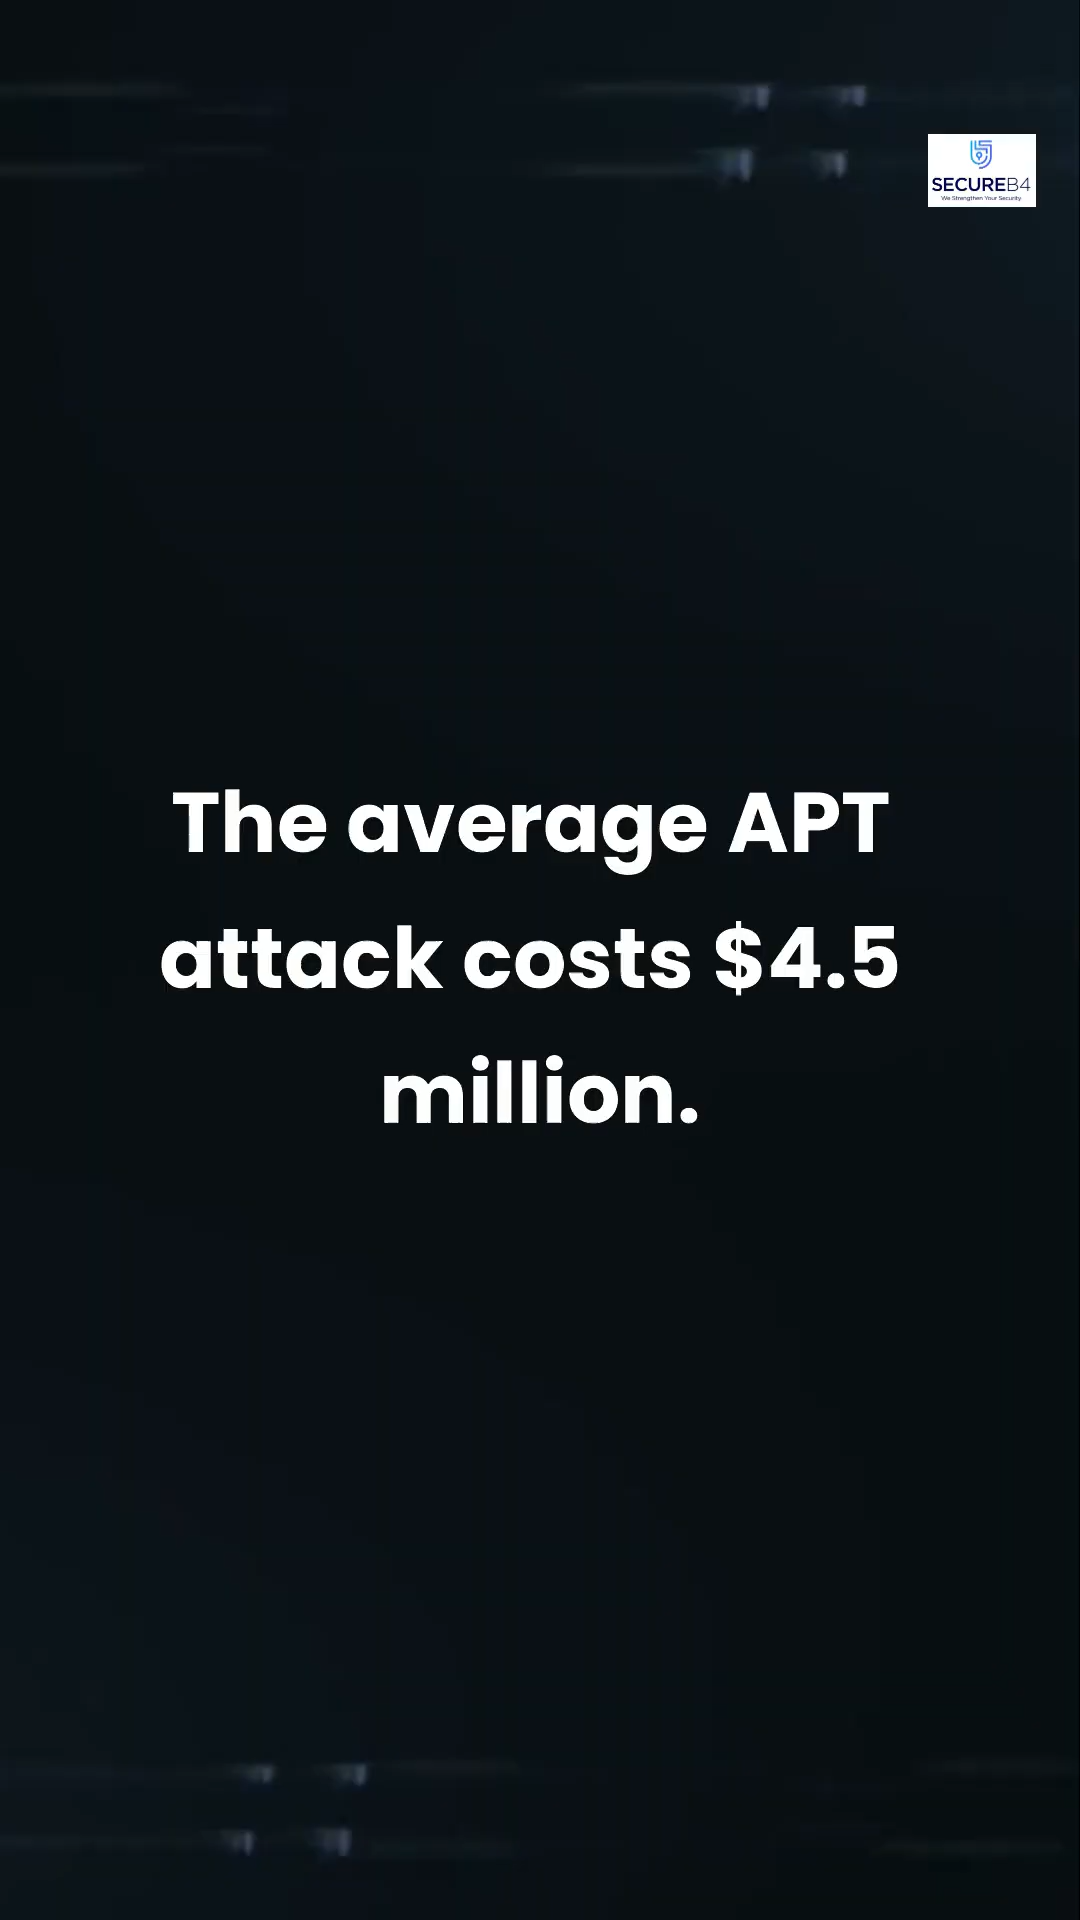 SECUREB4
We Strengthen Your Security
The average APT
attack costs $4.5
million.